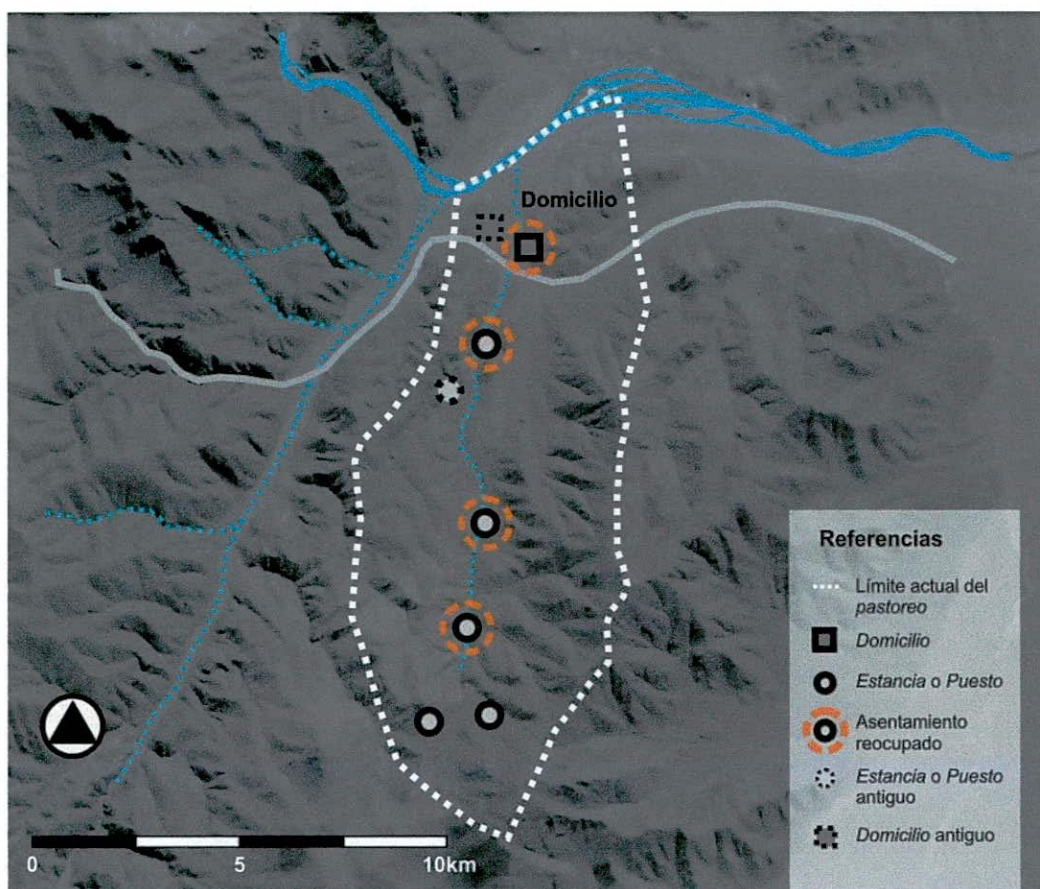 Domicilio
Referencias
Límite actual del
pastoreo
Domicilio
Estancia o Puesto
Asentamiento
reocupado
Estancia o Puesto
antiguo
Domicilio antiguo
0 5 10km